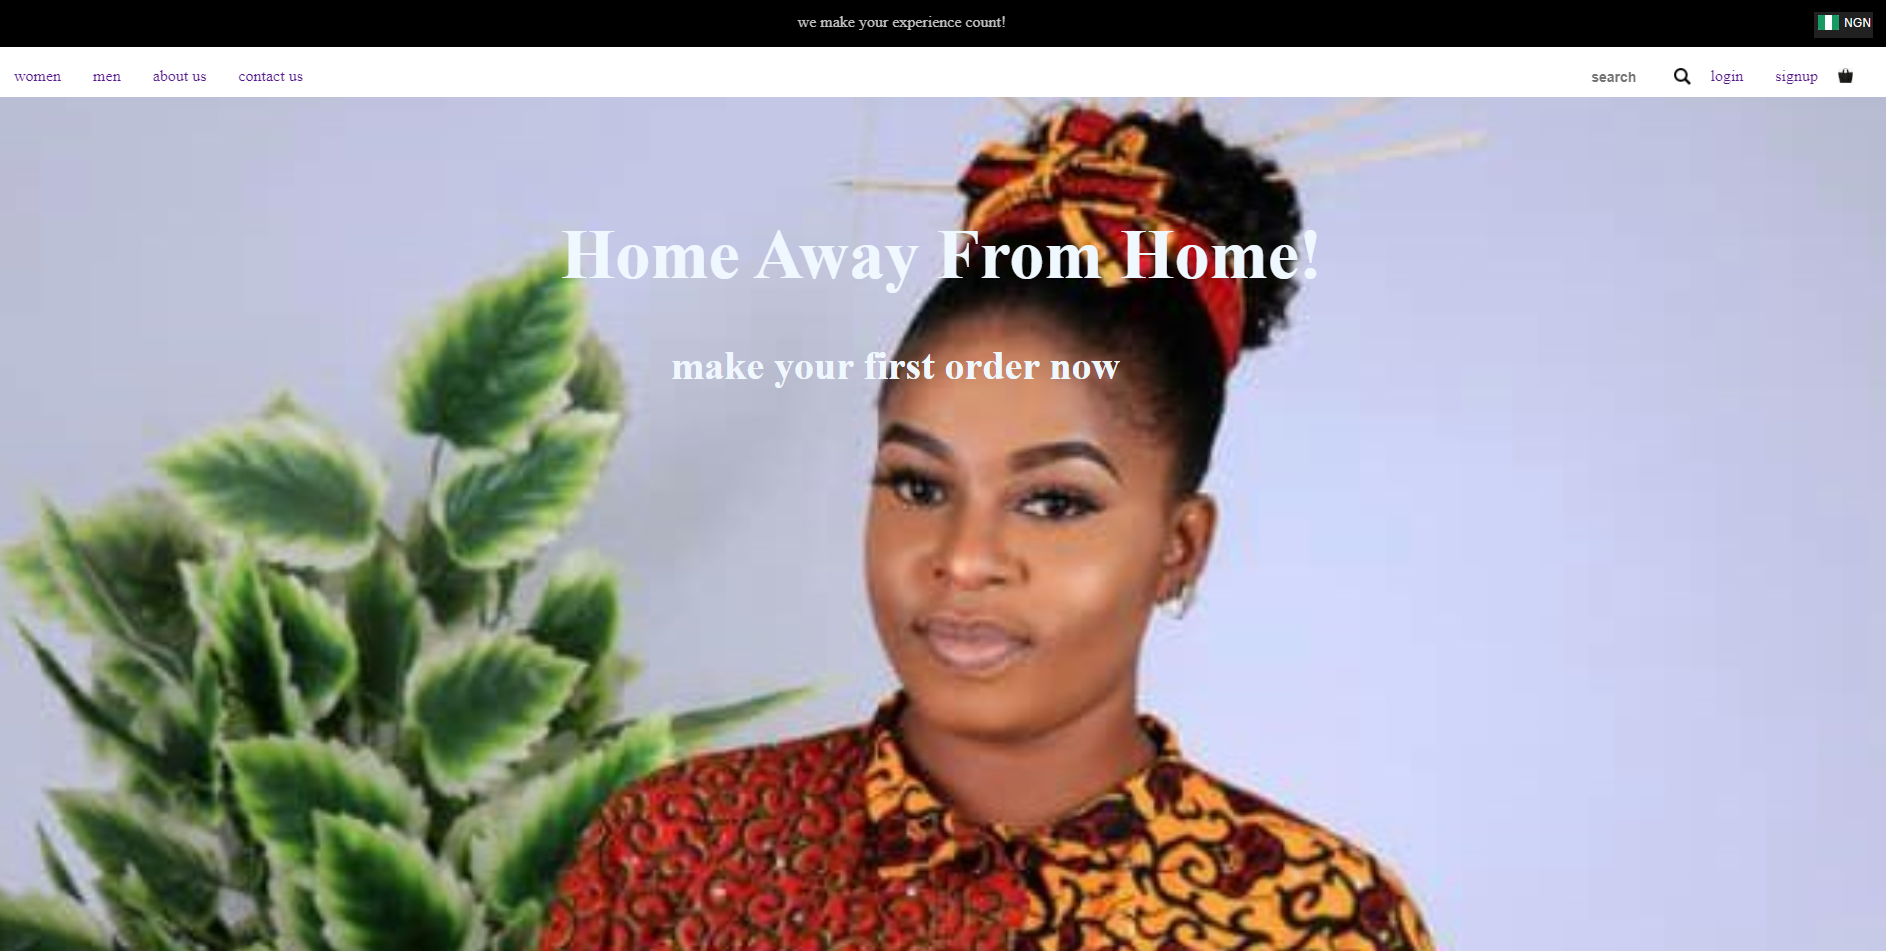 we make your experience count!
NGN
women men about us contact us search login signup
Home Away From Home!
make your first order now